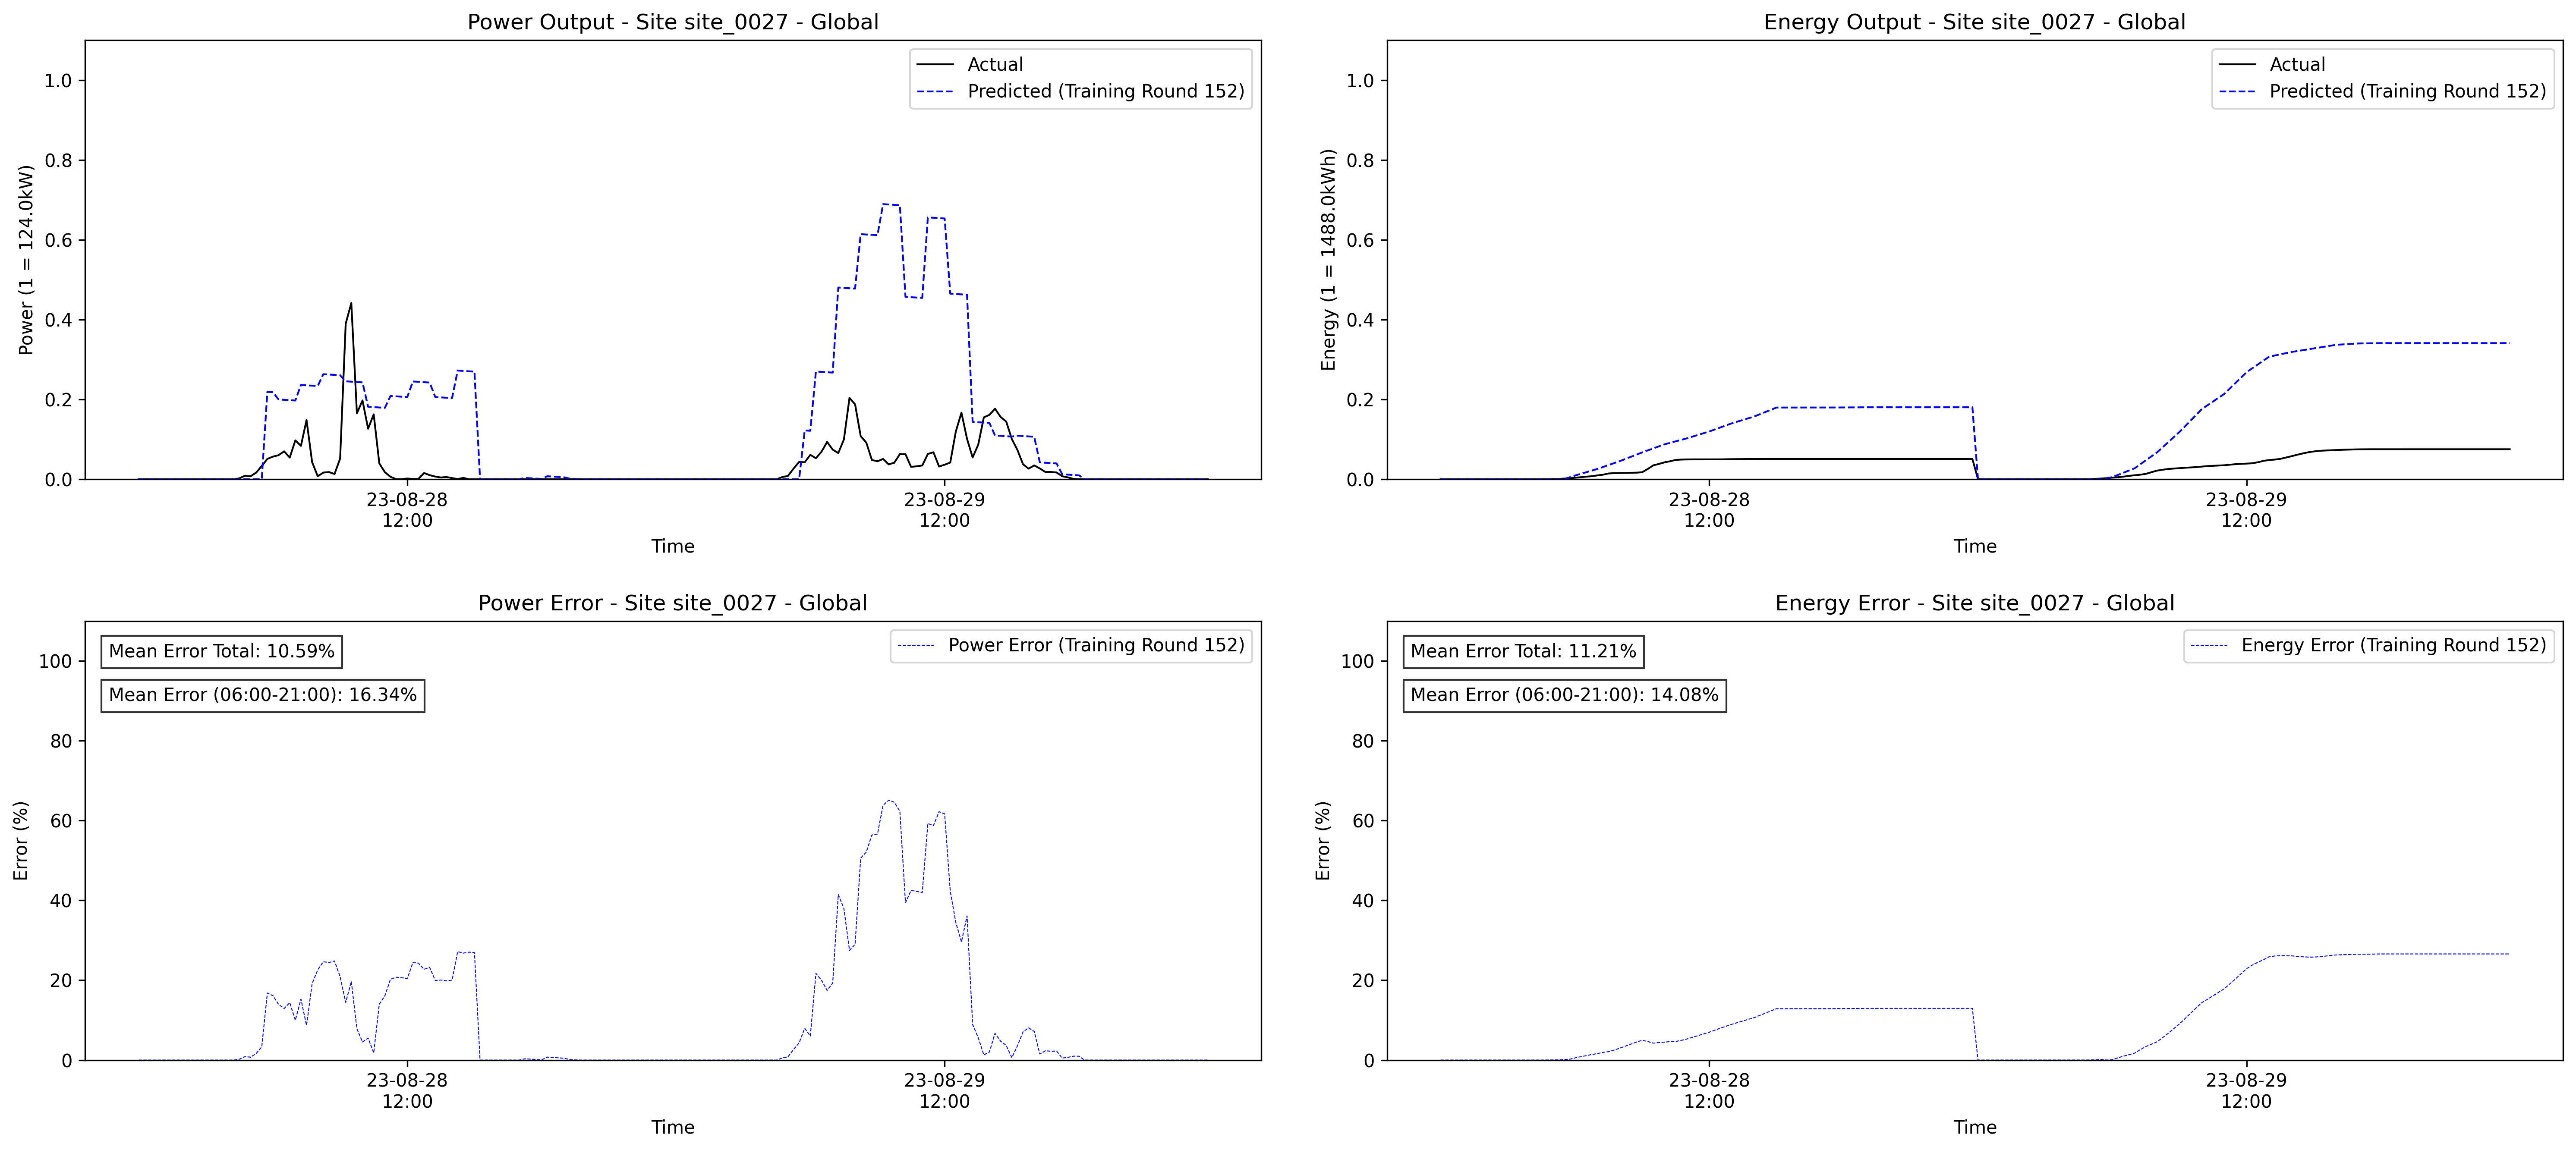 Power Output - Site site_0027 - Global
Power (1 = 124.0kW)
1.0
0.8
0.6
0.4
0.2
0.0
Actual
Predicted (Training Round 152)
23-08-28
12:00
23-08-29
12:00
Time
Energy Output - Site site_0027 - Global
Energy (1 = 1488.0kWh)
1.0
0.8
0.6
0.4
0.2
0.0
Actual
Predicted (Training Round 152)
23-08-28
12:00
23-08-29
12:00
Time
Power Error - Site site_0027 - Global
Error (%)
100
80
60
40
20
0
Mean Error Total: 10.59%
Mean Error (06:00-21:00): 16.34%
Power Error (Training Round 152)
23-08-28
12:00
23-08-29
12:00
Time
Energy Error - Site site_0027 - Global
Error (%)
100
80
60
40
20
0
Mean Error Total: 11.21%
Mean Error (06:00-21:00): 14.08%
Energy Error (Training Round 152)
23-08-28
12:00
23-08-29
12:00
Time